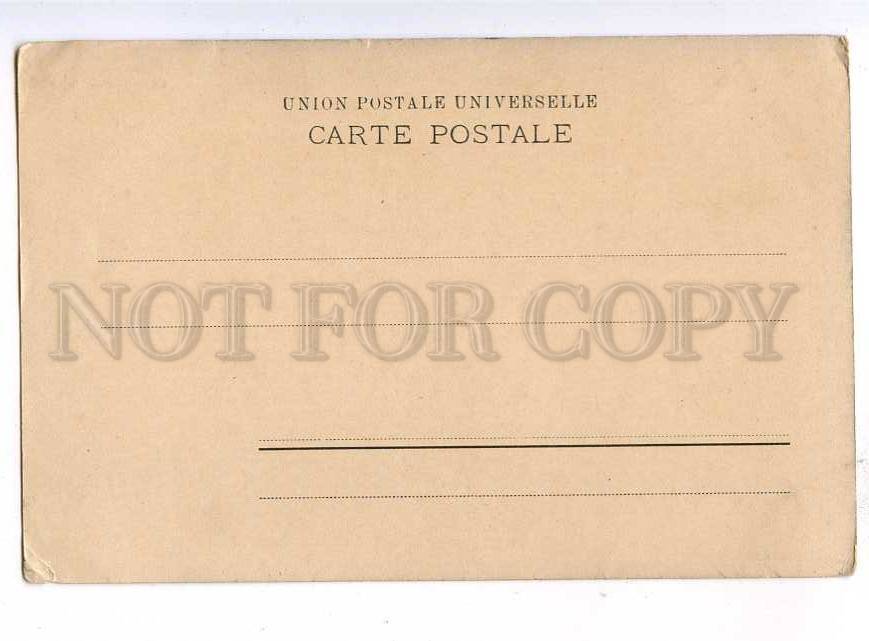 UNION POSTALE UNIVERSELLE
CARTE POSTALE
NOT FOR COPY